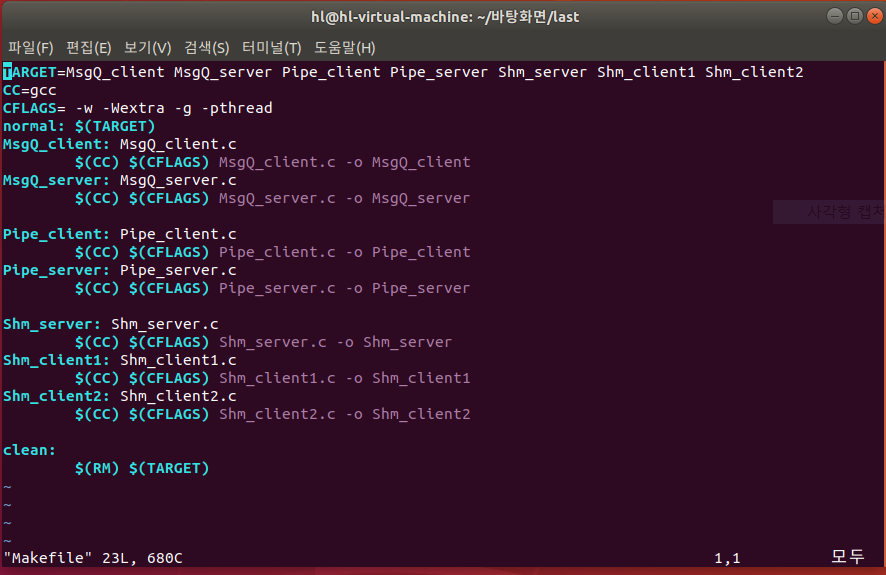 hl@hl-virtual-machine: ~/바탕화면/last
파일(F) 편집(E) 보기(V) 검색(S) 터미널(T) 도움말(H)
TARGET=MsgQ_client MsgQ_server Pipe_client Pipe_server Shm_server Shm_client1 Shm_client2
CC=gcc
CFLAGS= -w -Wextra -g -pthread
normal: $(TARGET)
MsgQ_client: MsgQ_client.c
        $(CC) $(CFLAGS) MsgQ_client.c -o MsgQ_client
MsgQ_server: MsgQ_server.c
        $(CC) $(CFLAGS) MsgQ_server.c -o MsgQ_server
사각형 캡처
Pipe_client: Pipe_client.c
        $(CC) $(CFLAGS) Pipe_client.c -o Pipe_client
Pipe_server: Pipe_server.c
        $(CC) $(CFLAGS) Pipe_server.c -o Pipe_server
Shm_server: Shm_server.c
        $(CC) $(CFLAGS) Shm_server.c -o Shm_server
Shm_client1: Shm_client1.c
        $(CC) $(CFLAGS) Shm_client1.c -o Shm_client1
Shm_client2: Shm_client2.c
        $(CC) $(CFLAGS) Shm_client2.c -o Shm_client2
clean:
        $(RM) $(TARGET)
~
~
~
~
"Makefile" 23L, 680C 1,1 모두